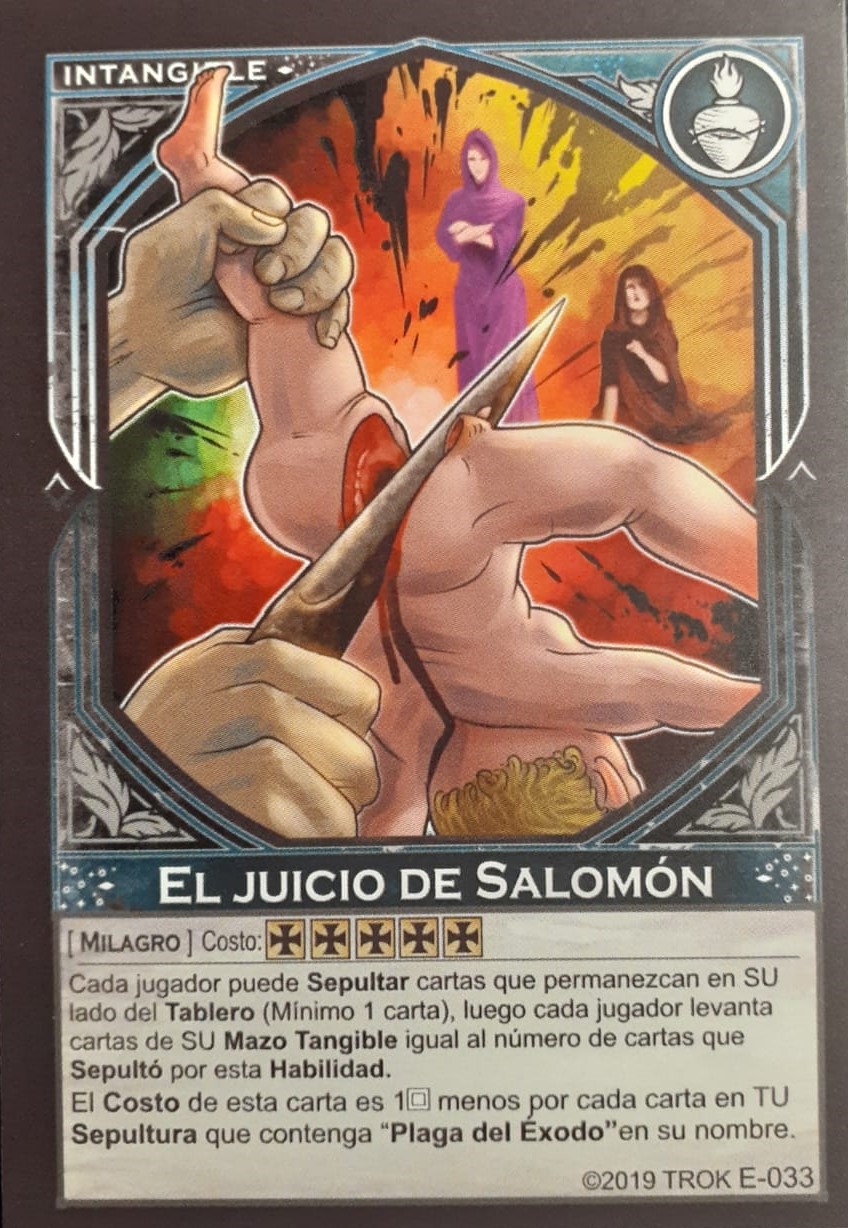 INTANGIBLE
EL JUICIO DE SALOMÓN
[ MILAGRO ] Costo:
Cada jugador puede Sepultar cartas que permanezcan en SU
lado del Tablero (Mínimo 1 carta), luego cada jugador levanta
cartas de SU Mazo Tangible igual al número de cartas que
Sepultó por esta Habilidad.
El Costo de esta carta es 1 menos por cada carta en TU
Sepultura que contenga “Plaga del Éxodo”en su nombre.
©2019 TROK E-033